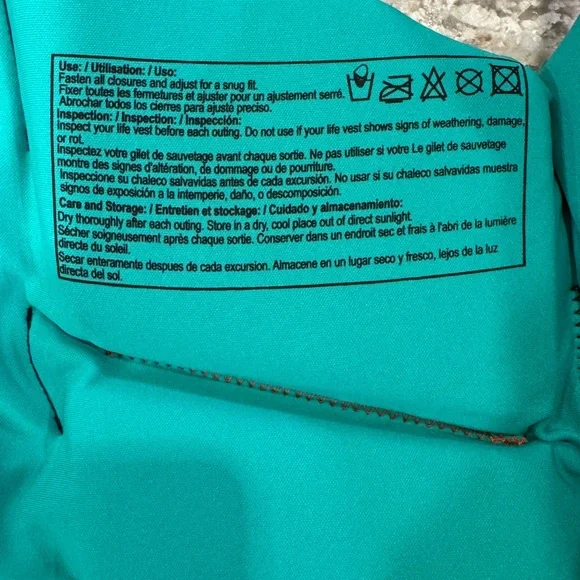 Use: / Utilisation: / Uso:
Fasten all closures and adjust for a snug fit.
Fixer toutes les fermetures et ajuster pour un ajustement serré.
Abrochar todos los cierres para ajuste preciso.
Inspection: / Inspection: / Inspección:
Inspect your life vest before each outing. Do not use if your life vest shows signs of weathering, damage,
or rot.
Inspectez votre gilet de sauvetage avant chaque sortie. Ne pas utiliser si votre Le gilet de sauvetage
montre des signes d'altération, de dommage ou de pourriture.
Inspeccione su chaleco salvavidas antes de cada excursión. No usar si su chaleco salvavidas muestra
signos de exposición a la intemperie, daño, o descomposición.
Care and Storage: / Entretien et stockage: / Cuidado y almacenamiento:
Dry thoroughly after each outing. Store in a dry, cool place out of direct sunlight.
Sécher soigneusement après chaque sortie. Conserver dans un endroit sec et frais à l'abri de la lumière
directe du soleil.
Secar enteramente despues de cada excursion. Almacene en un lugar seco y fresco, lejos de la luz
directa del sol.